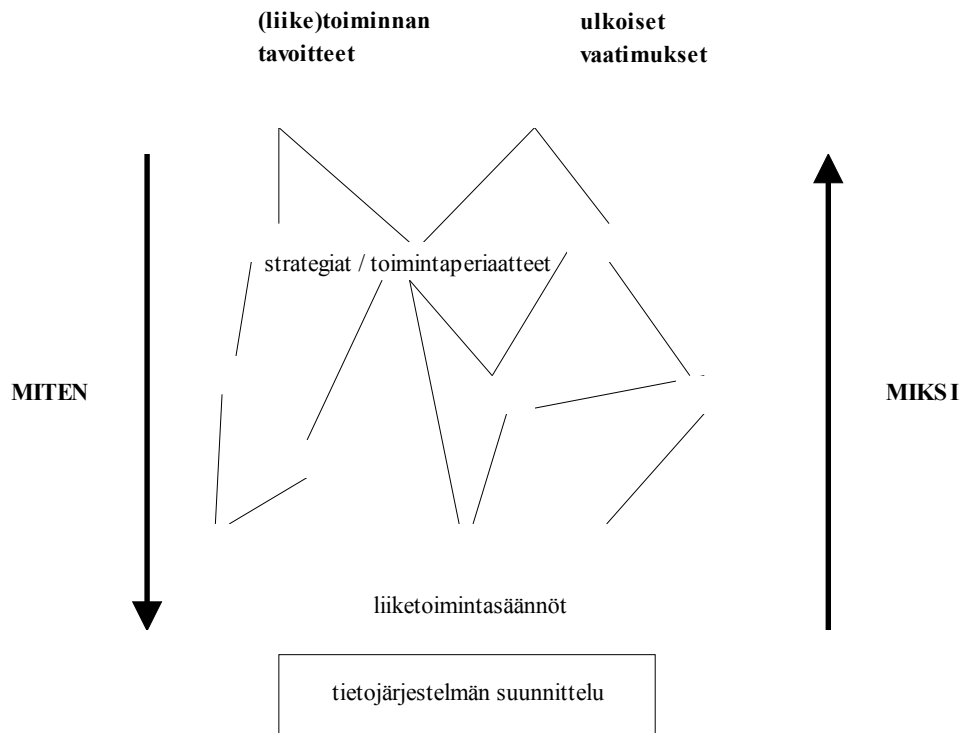 (liike)toiminnan
tavoitteet
ulkoiset
vaatimukset
strategiat / toimintaperiaatteet
MITEN
MIKSI
liiketoimintasäännöt
tietojärjestelmän suunnittelu